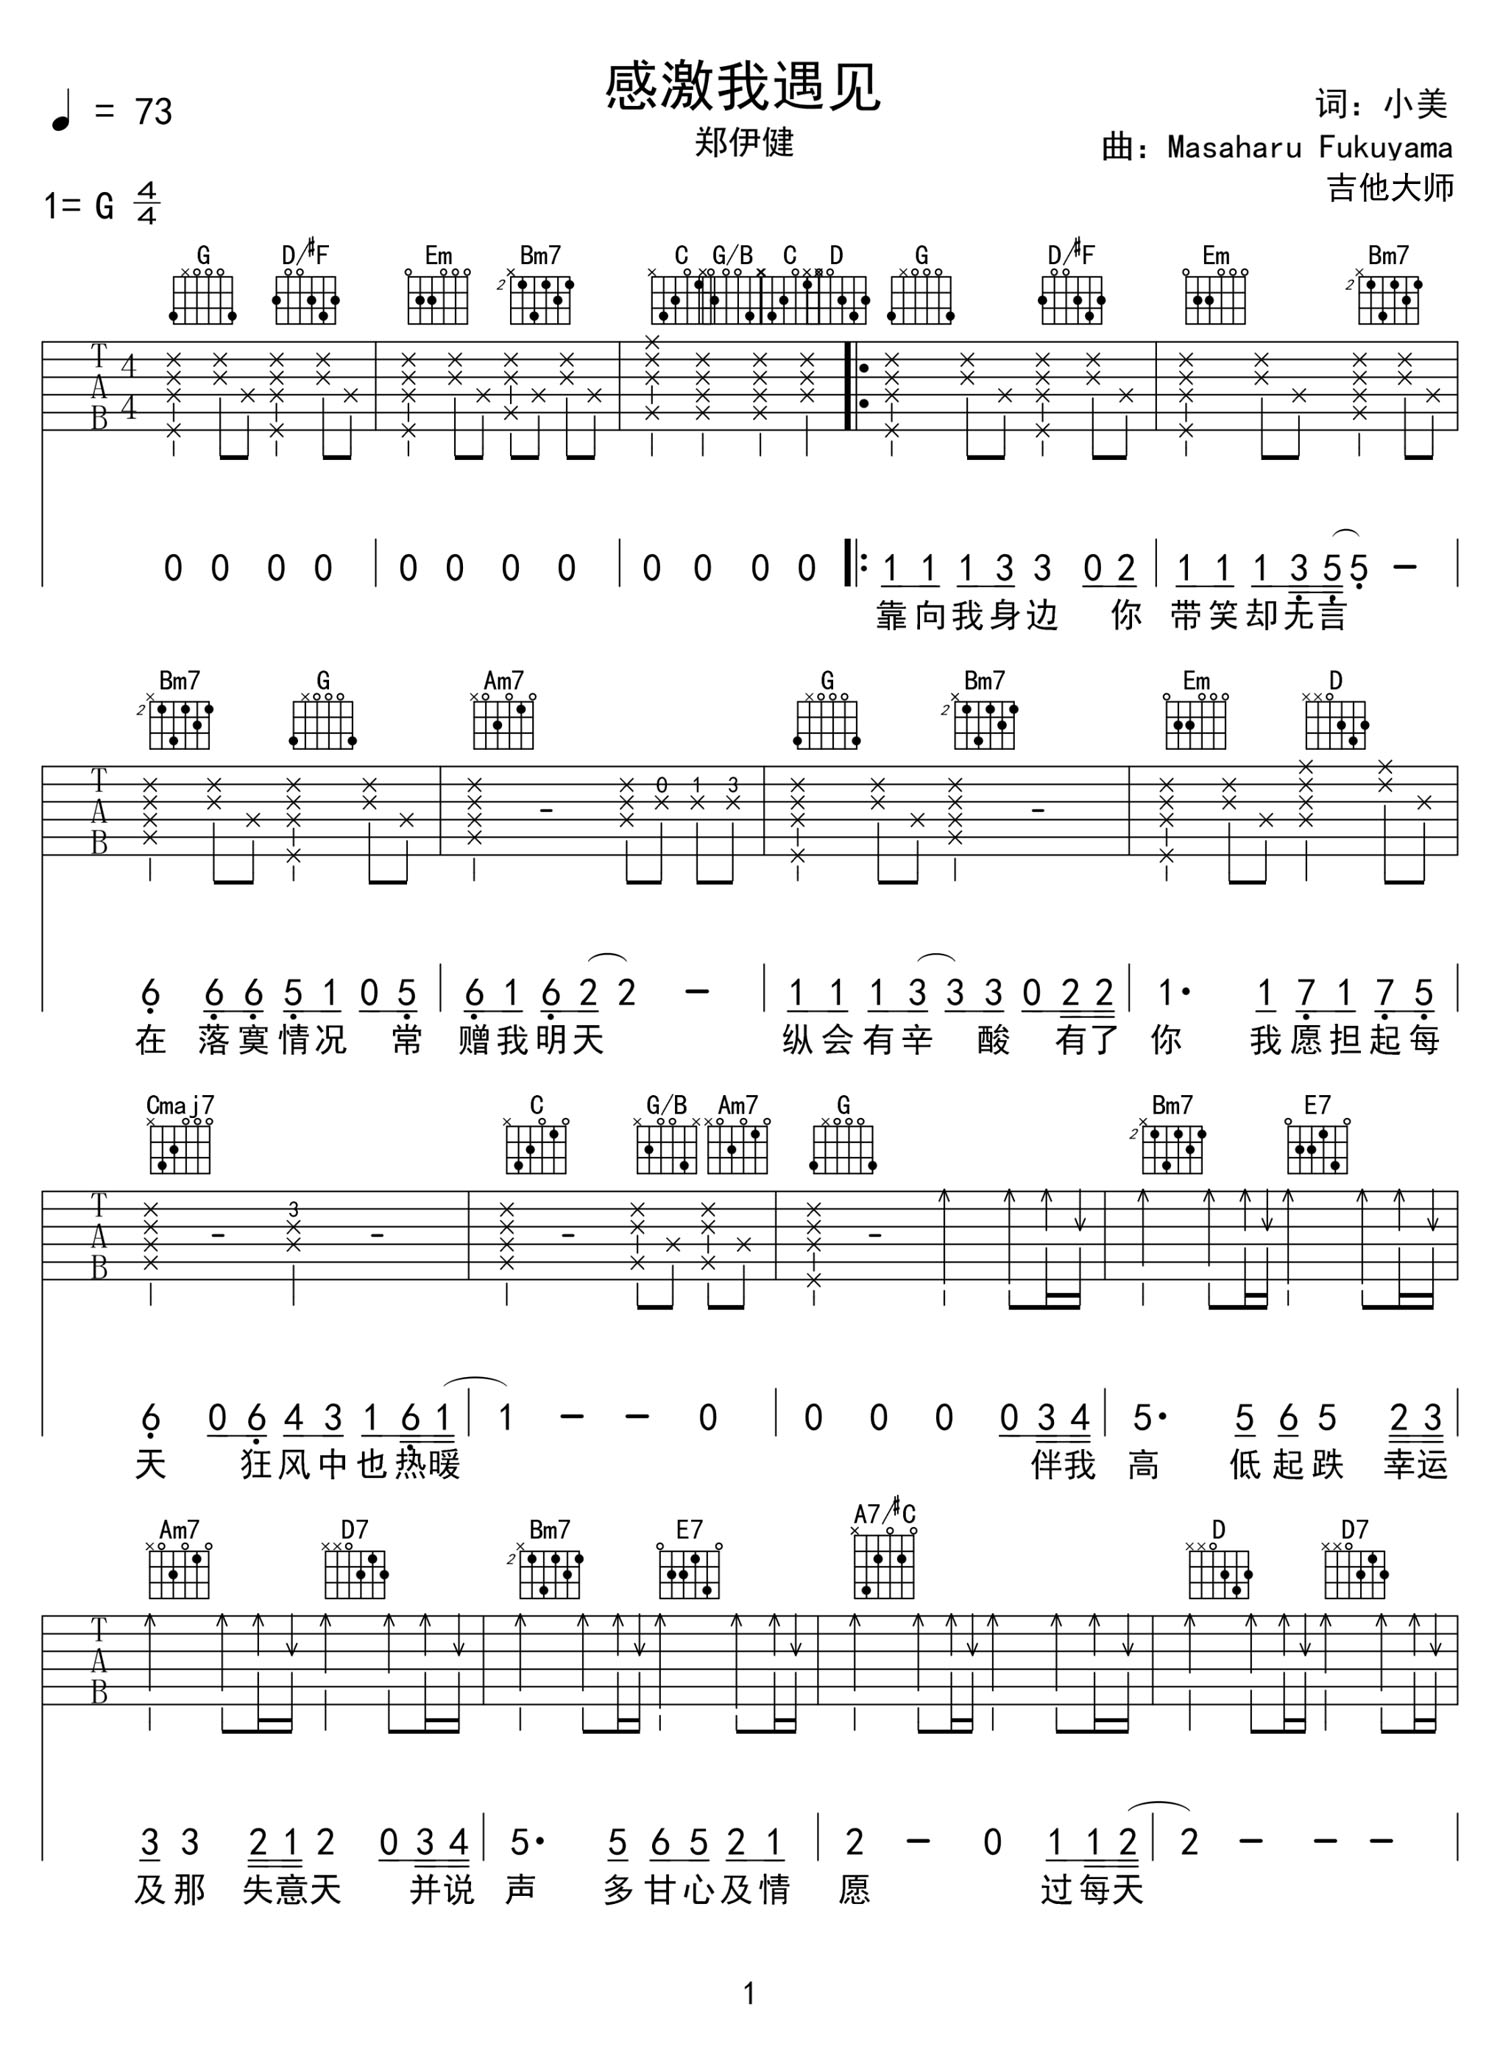 感激我遇见
♩ = 73
词：小美
郑伊健
曲：Masaharu Fukuyama
1= G 4/4
吉他大师
G D/#F Em Bm7 C G/B C D G D/#F Em Bm7
T A B 4 4
0 0 0 0 0 0 0 0 0 0 0 0 1 1 1 3 3 0 2 1 1 1 3 5 5 -
靠向我身边 你 带笑却无言
Bm7 G Am7 G Bm7 Em D
T A B - 0 1 3 -
6 6 6 5 1 0 5 6 1 6 2 2 - 1 1 1 3 3 3 0 2 2 1· 1 7 1 7 5
在 落寞情况 常 赠我明天 纵会有辛 酸 有了 你 我愿担起每
Cmaj7 C G/B Am7 G Bm7 E7
T A B - 3 - - -
6 0 6 4 3 1 6 1 1 - - 0 0 0 0 0 3 4 5· 5 6 5 2 3
天 狂风中也热暖 伴我 高 低起跌 幸运
Am7 D7 Bm7 E7 A7/#C D D7
T A B
3 3 2 1 2 0 3 4 5· 5 6 5 2 1 2 - 0 1 1 2 2 - - -
及那 失意天 并说 声 多甘心及情 愿 过每天
1